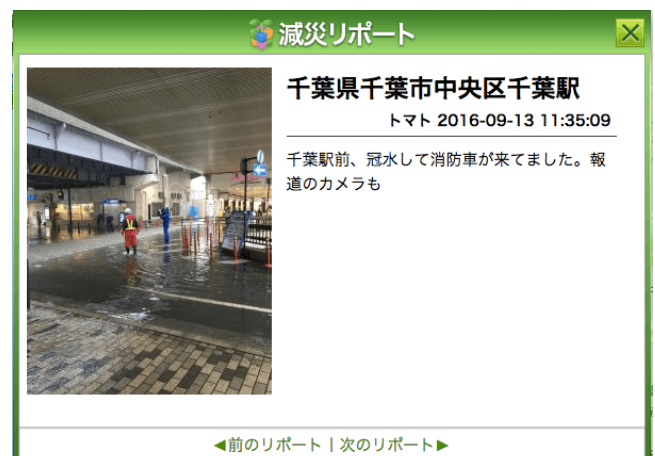 減災リポート
千葉県千葉市中央区千葉駅
トマト 2016-09-13 11:35:09
千葉駅前、冠水して消防車が来てました。報
道のカメラも
◀前のリポート | 次のリポート▶